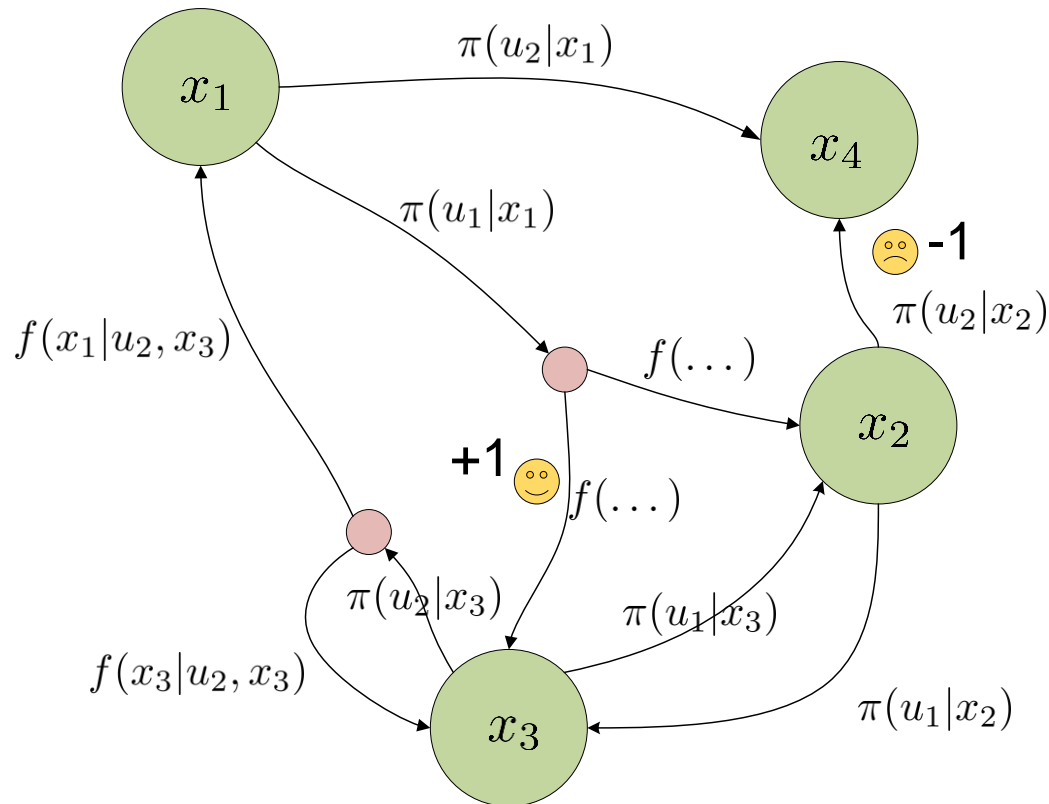 x₁
π(u₂|x₁)
x₄
π(u₁|x₁)
-1
π(u₂|x₂)
f(x₁|u₂, x₃)
f(...)
x₂
+1
f(...)
π(u₂|x₃)
π(u₁|x₃)
f(x₃|u₂, x₃)
x₃
π(u₁|x₂)